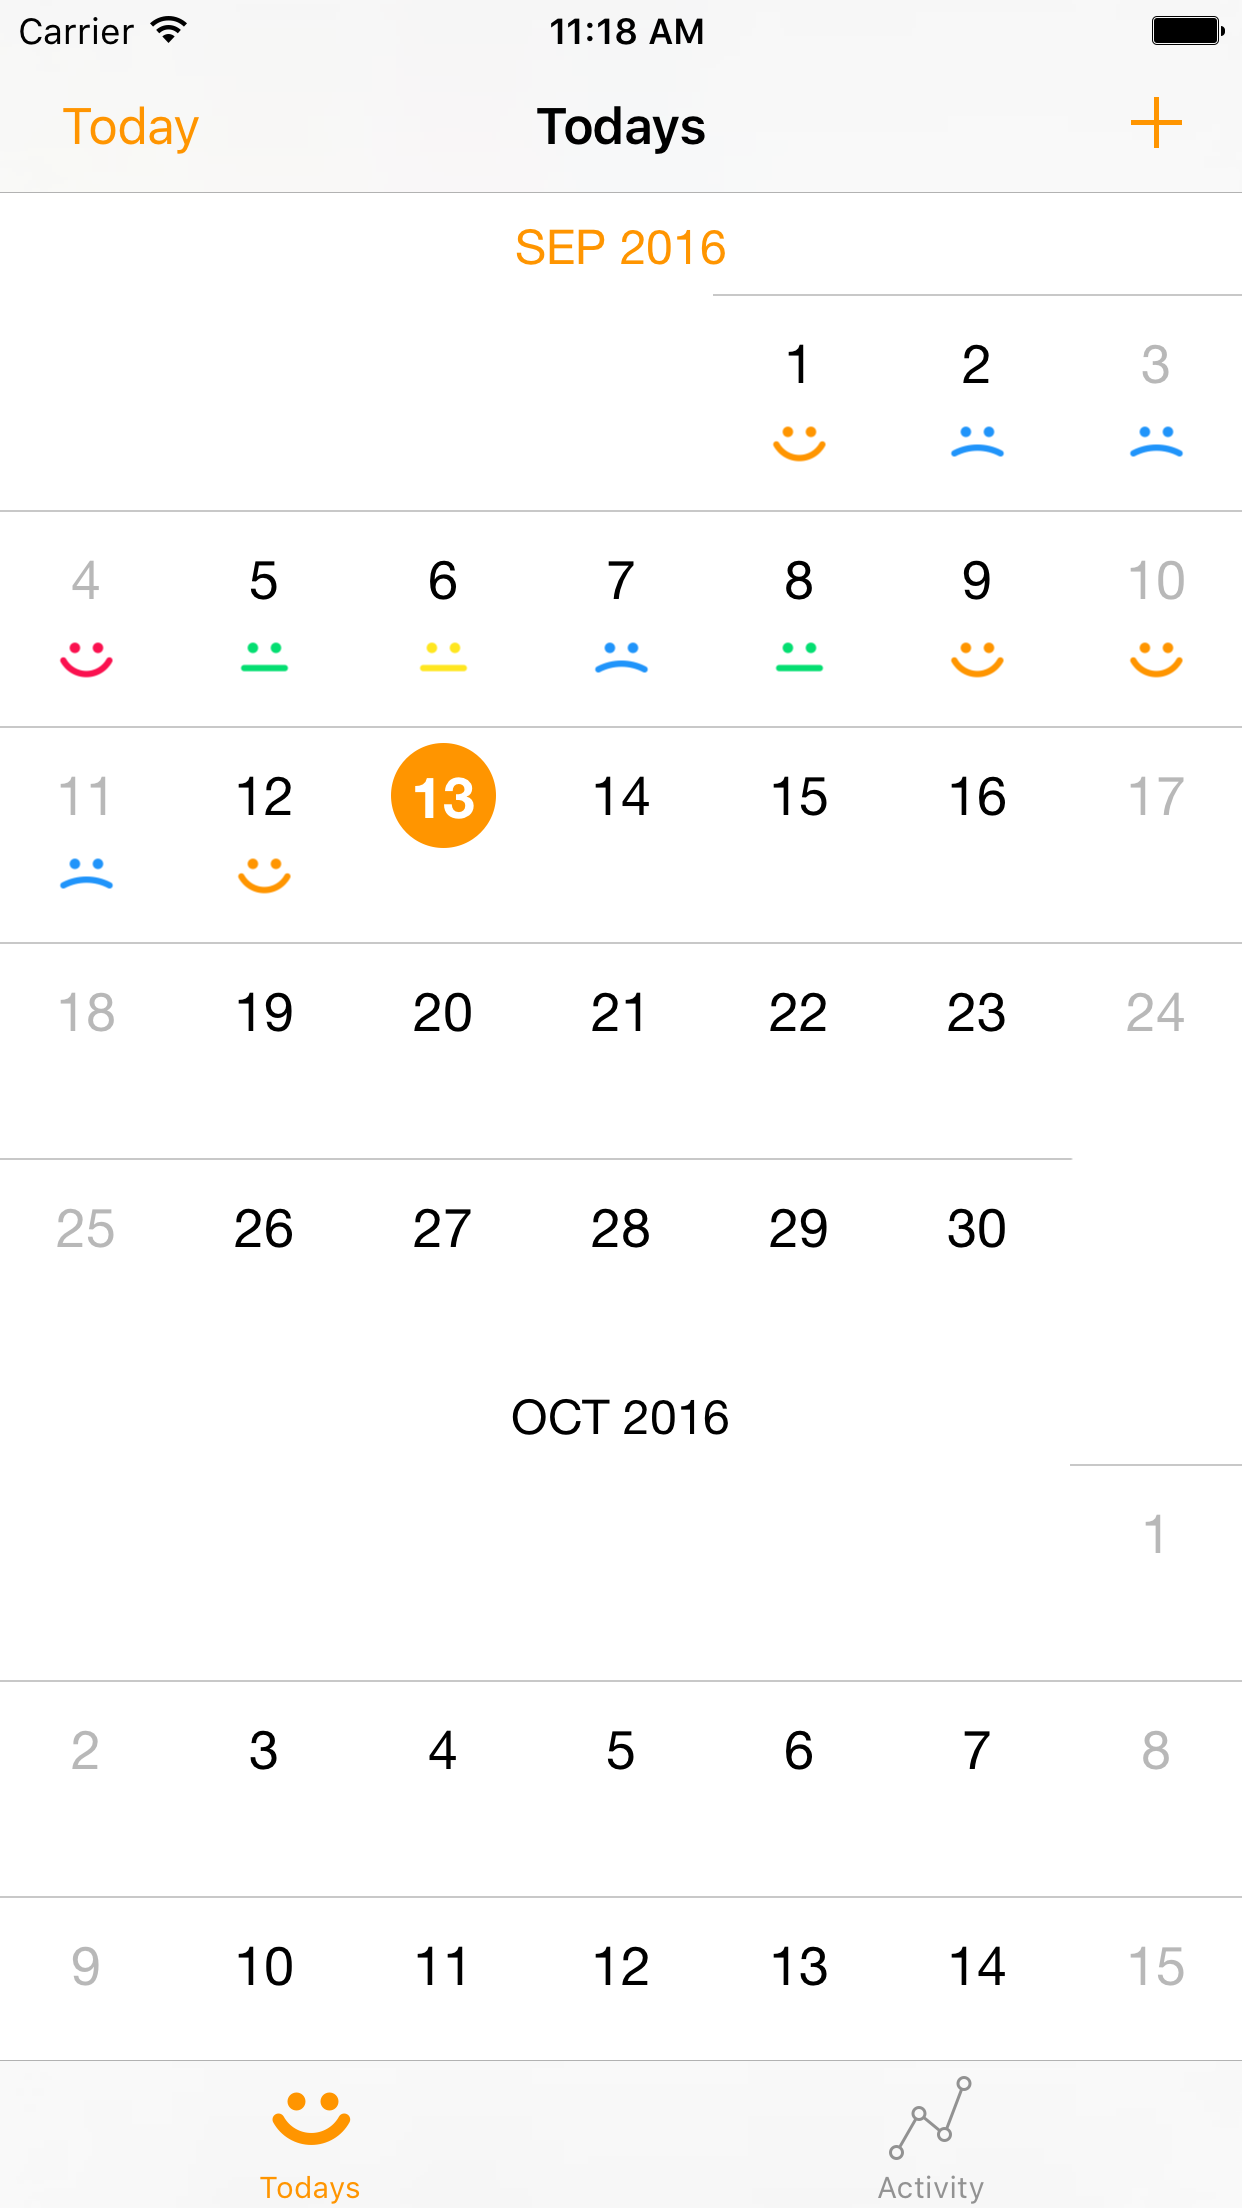 Carrier 11:18 AM
Today Todays +
SEP 2016
1 2 3
4 5 6 7 8 9 10
11 12 13 14 15 16 17
18 19 20 21 22 23 24
25 26 27 28 29 30
OCT 2016
1
2 3 4 5 6 7 8
9 10 11 12 13 14 15
Todays Activity